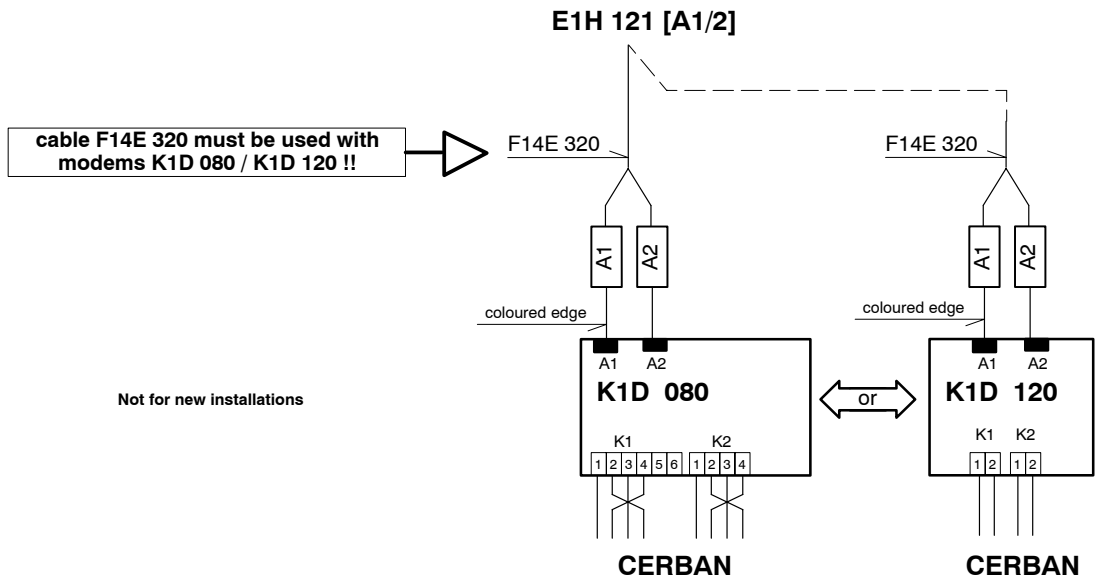 E1H 121 [A1/2]
cable F14E 320 must be used with
modems K1D 080 / K1D 120 !!
F14E 320
F14E 320
A1
A2
A1
A2
coloured edge
coloured edge
A1 A2
A1 A2
K1D 080
or
K1D 120
Not for new installations
K1 K2
K1 K2
1 2 3 4 5 6 1 2 3 4
1 2 1 2
CERBAN
CERBAN